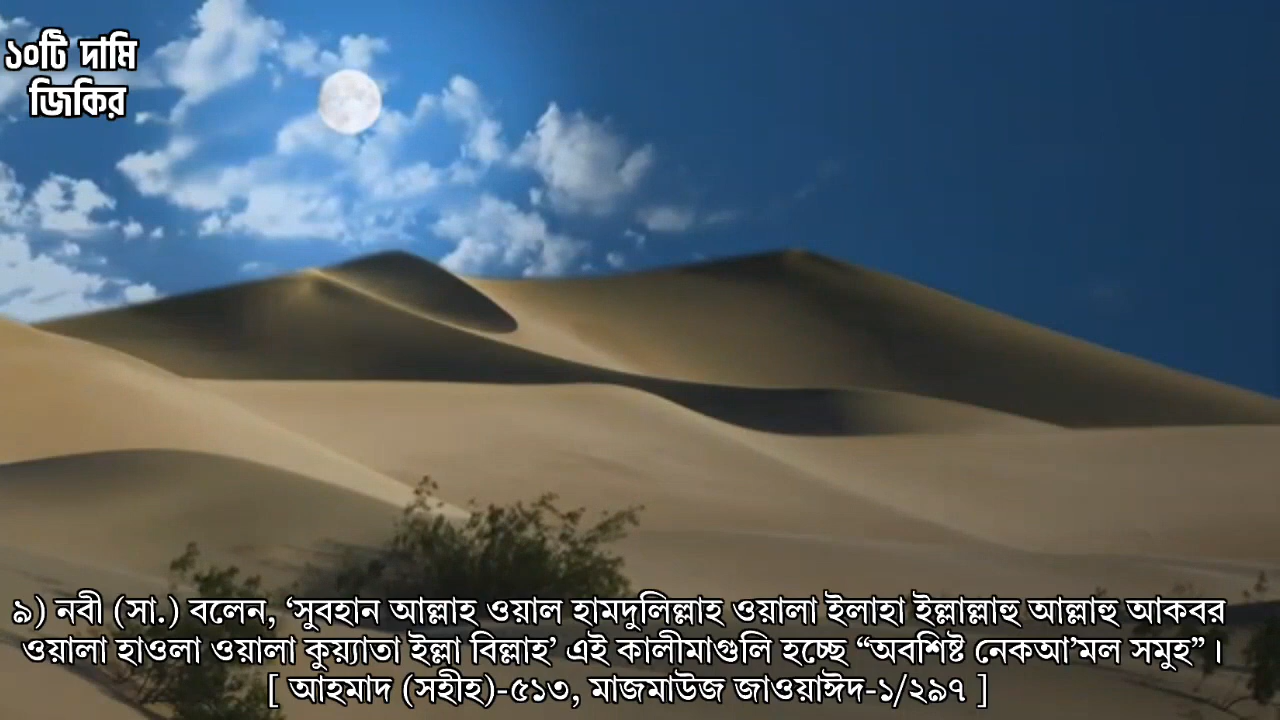 ১০টি দামি
জিকির
৯) নবী (সা.) বলেন, ‘সুবহান আল্লাহ ওয়াল হামদুলিল্লাহ ওয়ালা ইলাহা ইল্লাল্লাহু আল্লাহু আকবর
ওয়ালা হাওলা ওয়ালা কুয়্যাতা ইল্লা বিল্লাহ’ এই কালীমাগুলি হচ্ছে “অবশিষ্ট নেকআ’মল সমুহ”।
[ আহমাদ (সহীহ)-৫১৩, মাজমাউজ জাওয়াঈদ-১/২৯৭ ]